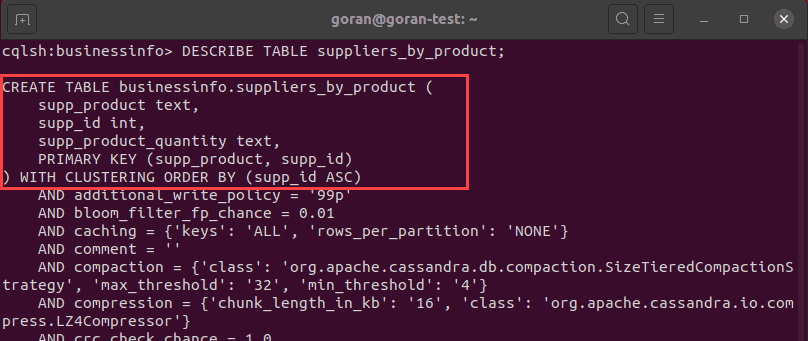 goran@goran-test: ~
cqlsh:businessinfo> DESCRIBE TABLE suppliers_by_product;
CREATE TABLE businessinfo.suppliers_by_product (
    supp_product text,
    supp_id int,
    supp_product_quantity text,
    PRIMARY KEY (supp_product, supp_id)
) WITH CLUSTERING ORDER BY (supp_id ASC)
    AND additional_write_policy = '99p'
    AND bloom_filter_fp_chance = 0.01
    AND caching = {'keys': 'ALL', 'rows_per_partition': 'NONE'}
    AND comment = ''
    AND compaction = {'class': 'org.apache.cassandra.db.compaction.SizeTieredCompactionS
trategy', 'max_threshold': '32', 'min_threshold': '4'}
    AND compression = {'chunk_length_in_kb': '16', 'class': 'org.apache.cassandra.io.com
press.LZ4Compressor'}
    AND crc_check_chance = 1.0